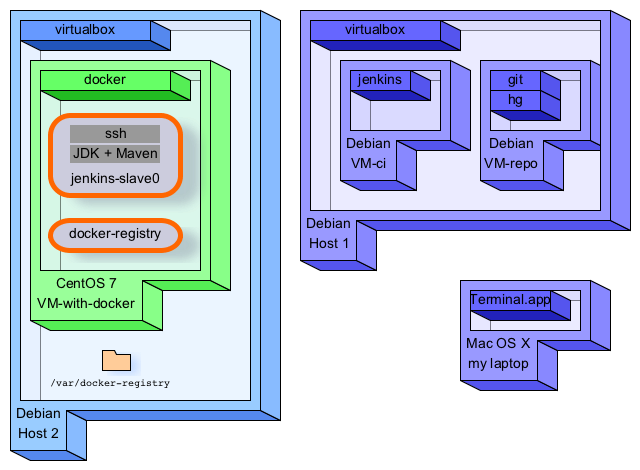 virtualbox
docker
ssh
JDK + Maven
jenkins-slave0
docker-registry
CentOS 7
VM-with-docker
/var/docker-registry
Debian
Host 2
virtualbox
jenkins
Debian
VM-ci
git
hg
Debian
VM-repo
Debian
Host 1
Terminal.app
Mac OS X
my laptop